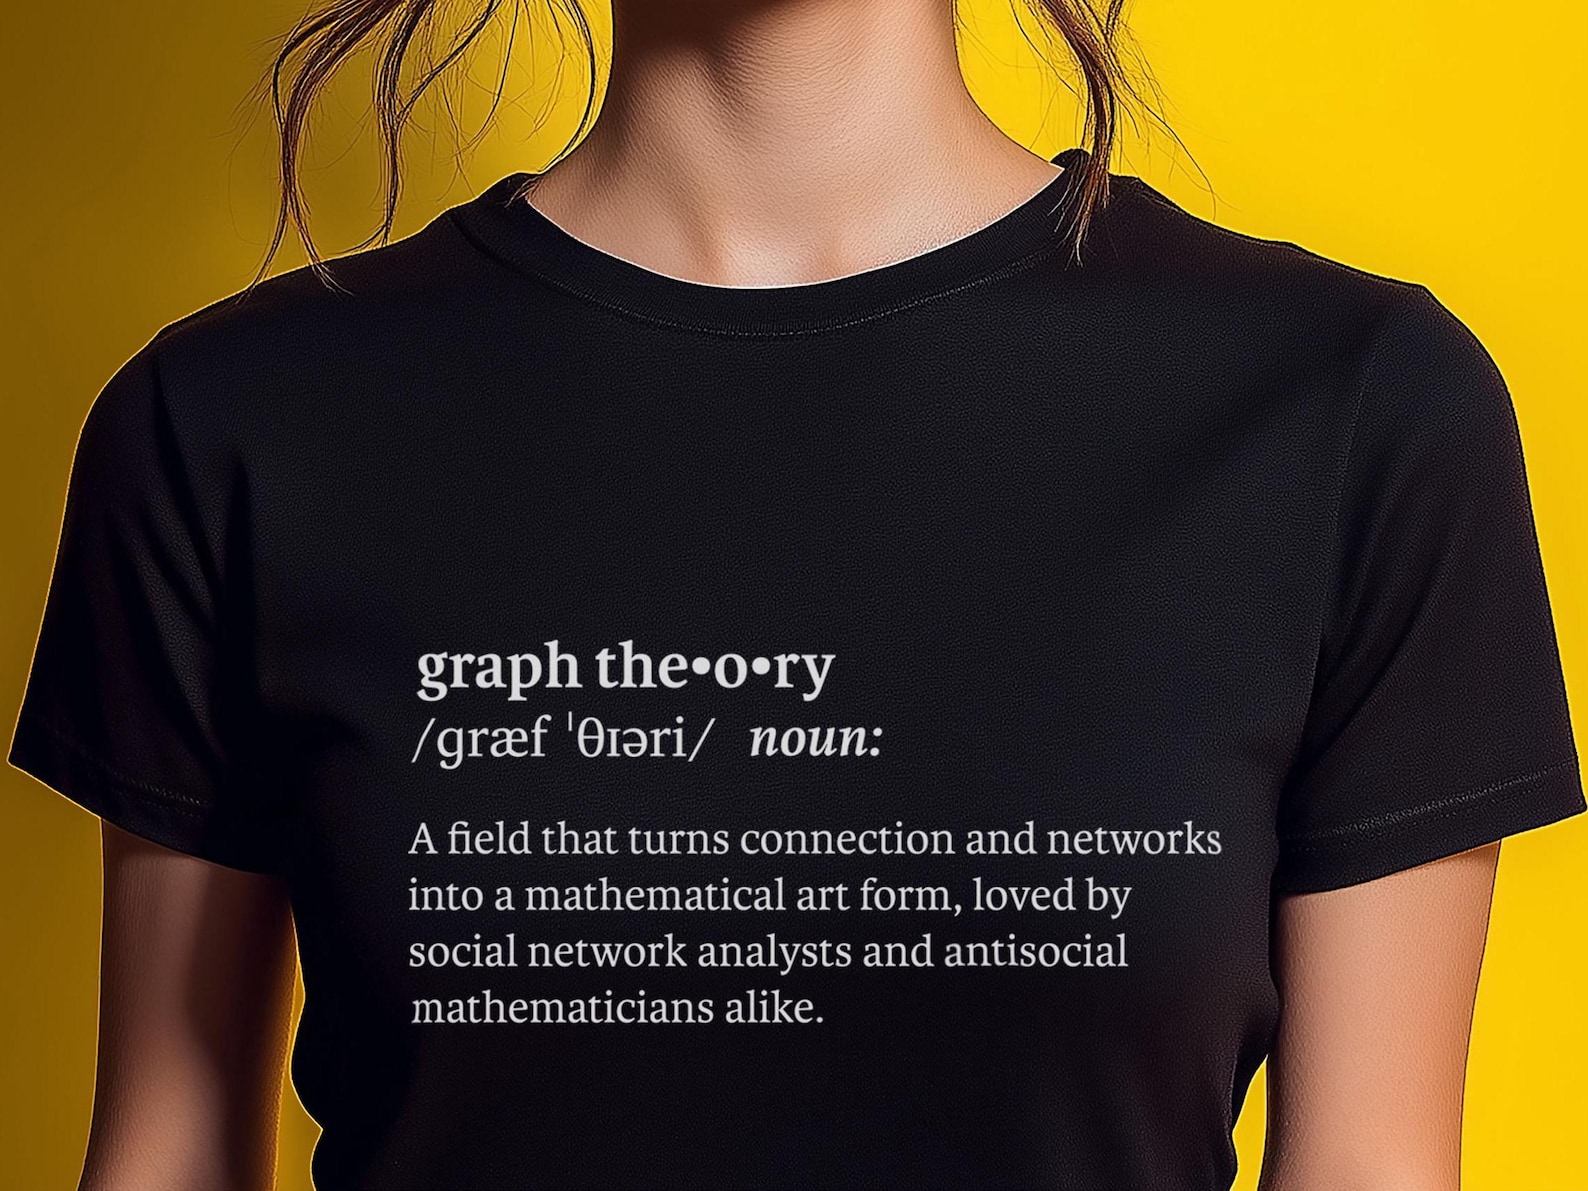 graph the•o•ry
/ɡræf ˈθɪəri/ noun:
A field that turns connection and networks
into a mathematical art form, loved by
social network analysts and antisocial
mathematicians alike.